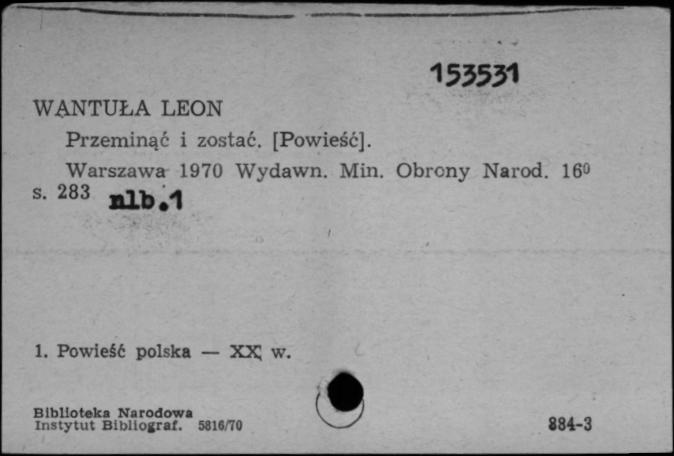 153531
WANTUŁA LEON
Przeminąć i zostać. [Powieść].
Warszawa 1970 Wydawn. Min. Obrony Narod. 16⁰
s. 283 nlb.1
1. Powieść polska — XX w.
Biblioteka Narodowa
Instytut Bibliograf. 5816/70
884-3